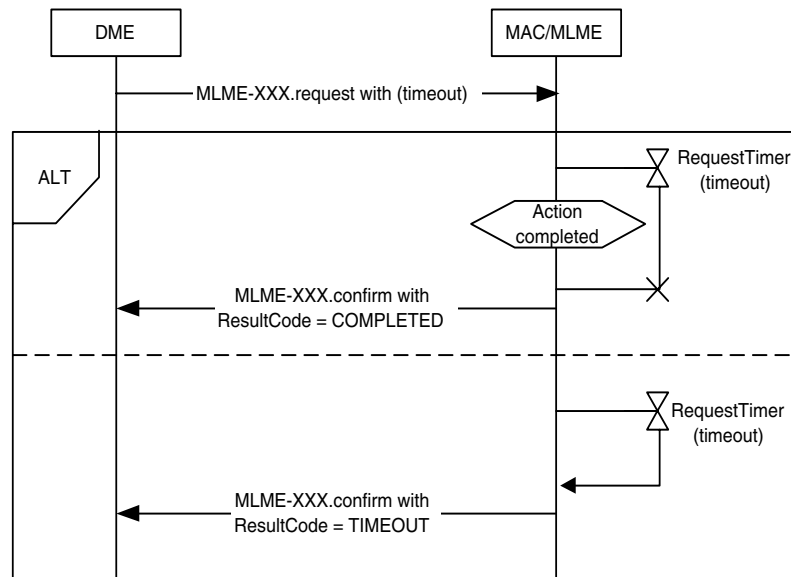 DME
MAC/MLME
MLME-XXX.request with (timeout)
ALT
RequestTimer
(timeout)
Action
completed
MLME-XXX.confirm with
ResultCode = COMPLETED
RequestTimer
(timeout)
MLME-XXX.confirm with
ResultCode = TIMEOUT